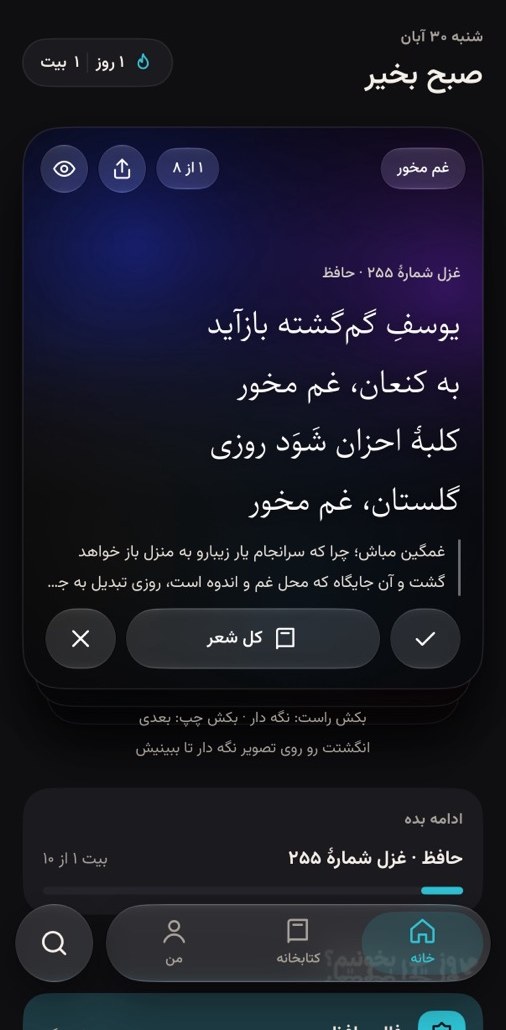 شنبه ۳۰ آبان
صبح بخیر
۱ روز
۱ بیت
غم مخور
۱ از ۸
غزل شمارهٔ ۲۵۵ · حافظ
یوسفِ گم‌گشته بازآید
به کنعان، غم مخور
کلبهٔ احزان شَوَد روزی
گلستان، غم مخور
غمگین مباش؛ چرا که سرانجام یار زیبارو به منزل باز خواهد
گشت و آن جایگاه که محل غم و اندوه است، روزی تبدیل به جـ...
کل شعر
بکش راست: نگه دار · بکش چپ: بعدی
انگشتت رو روی تصویر نگه دار تا ببینیش
ادامه بده
حافظ · غزل شمارهٔ ۲۵۵
بیت ۱ از ۱۰
خانه
کتابخانه
من